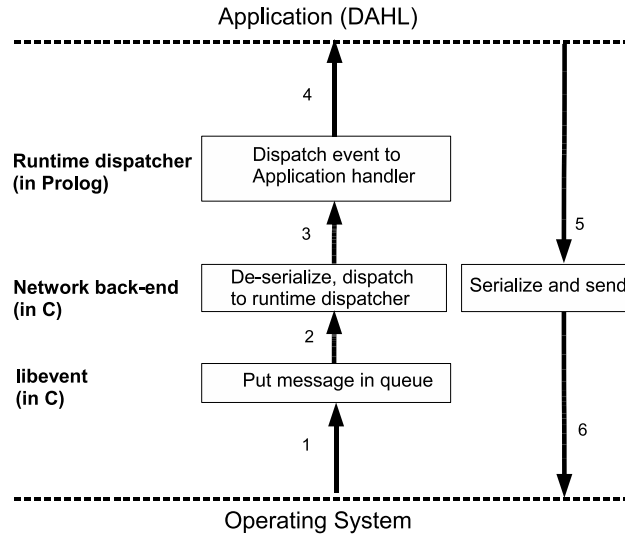 Application (DAHL)
4
Runtime dispatcher
(in Prolog)
Dispatch event to
Application handler
3
5
Network back-end
(in C)
De-serialize, dispatch
to runtime dispatcher
Serialize and send
2
libevent
(in C)
Put message in queue
1
6
Operating System